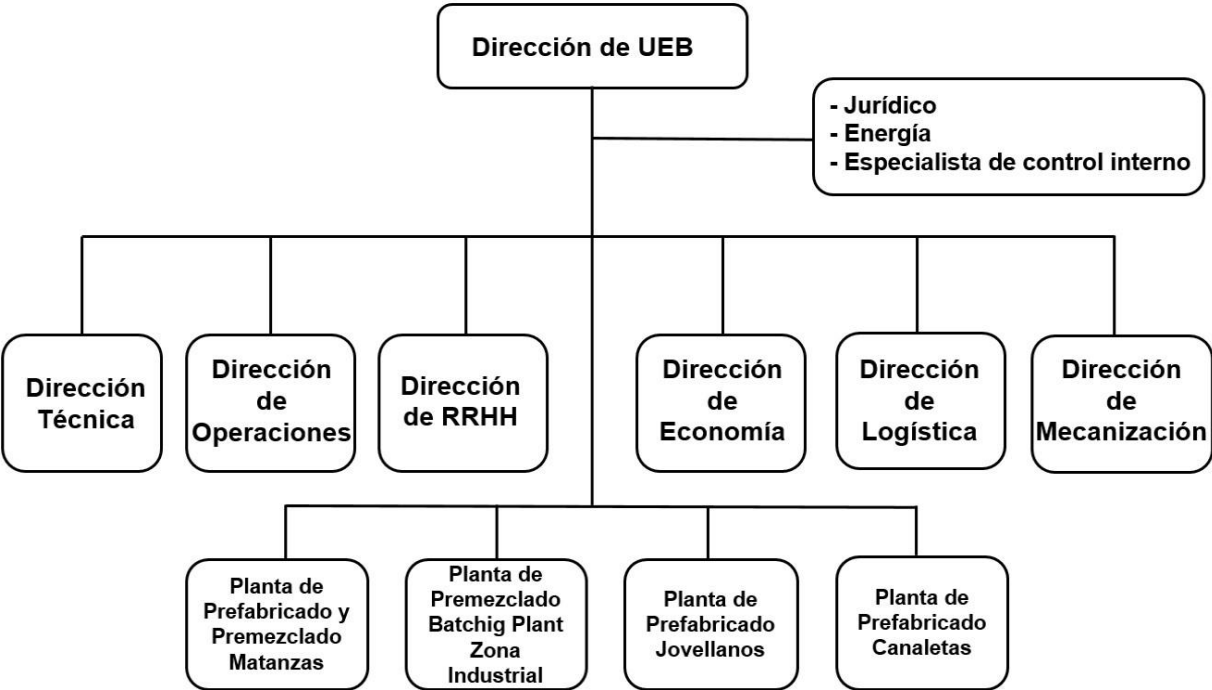 Dirección de UEB
- Jurídico
- Energía
- Especialista de control interno
Dirección
Técnica
Dirección
de
Operaciones
Dirección
de RRHH
Dirección
de
Economía
Dirección
de
Logística
Dirección
de
Mecanización
Planta de
Prefabricado y
Premezclado
Matanzas
Planta de
Premezclado
Batchig Plant
Zona
Industrial
Planta de
Prefabricado
Jovellanos
Planta de
Prefabricado
Canaletas